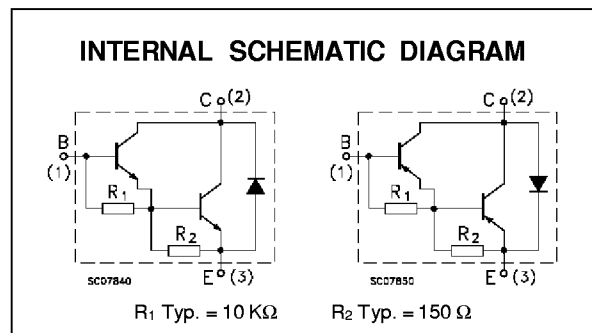 INTERNAL SCHEMATIC DIAGRAM
C (2) C (2)
B B
(1) (1)
R1 R1
R2 R2
E (3) E (3)
SC07840 SC07850
R1 Typ. = 10 KΩ R2 Typ. = 150 Ω